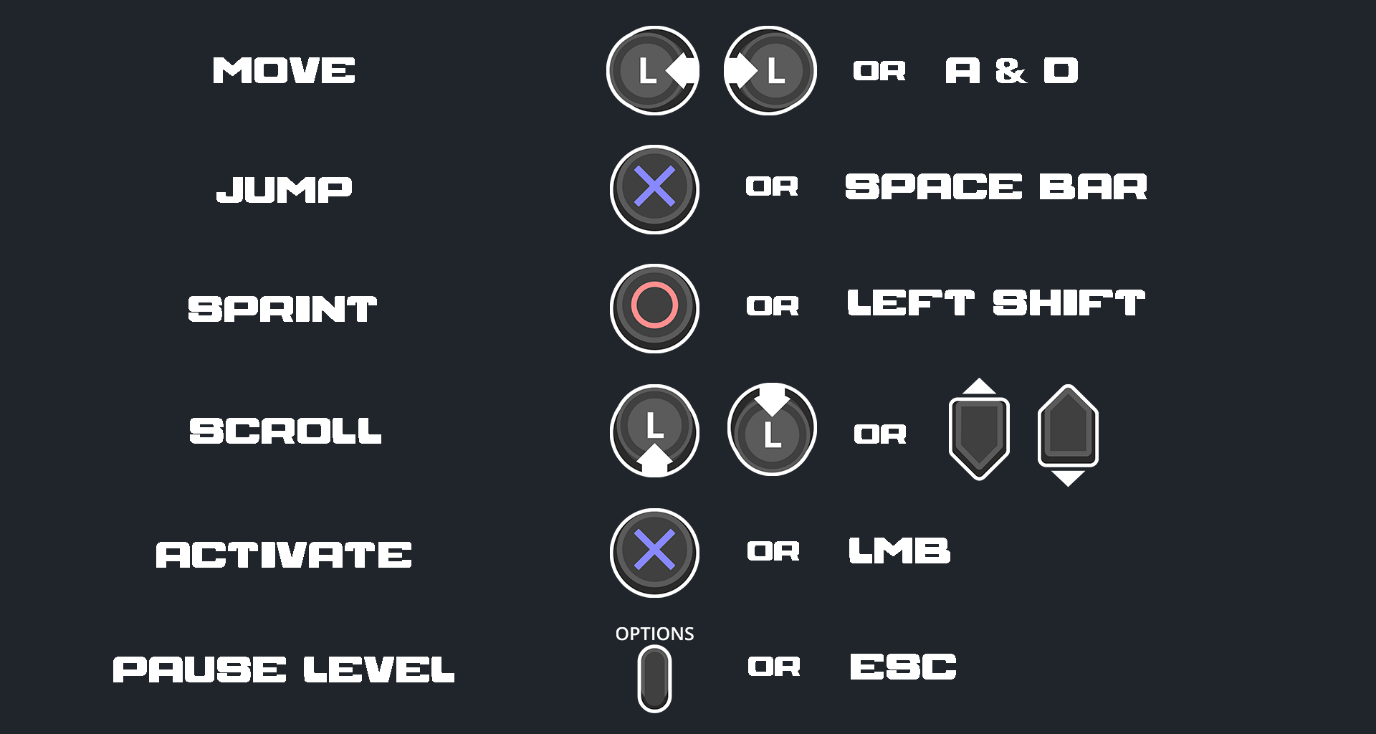 MOVE L L OR A & D
JUMP OR SPACE BAR
SPRINT OR LEFT SHIFT
SCROLL L L OR
ACTIVATE OR LMB
OPTIONS
PAUSE LEVEL OR ESC